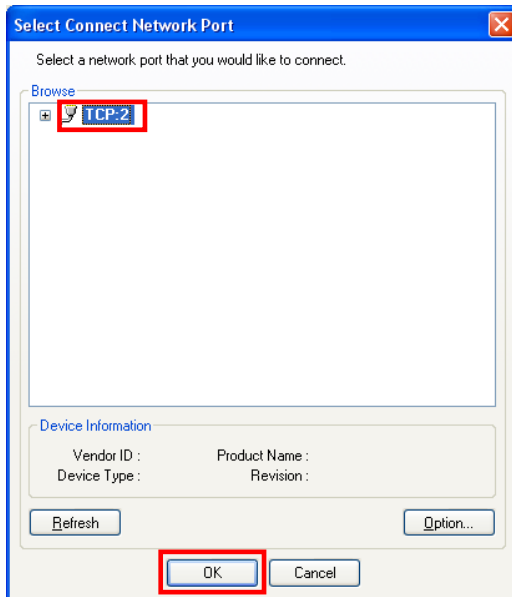 Select Connect Network Port
Select a network port that you would like to connect.
Browse
TCP:2
Device Information
Vendor ID : Product Name :
Device Type : Revision :
Refresh Option...
OK Cancel